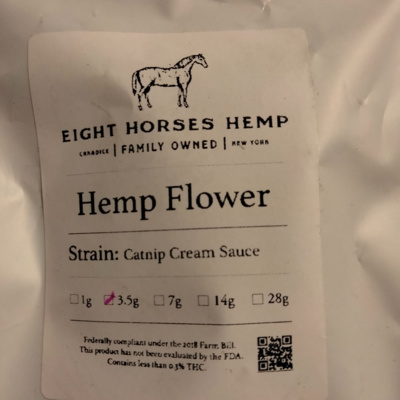 EIGHT HORSES HEMP
CANADICE | FAMILY OWNED | NEW YORK
Hemp Flower
Strain: Catnip Cream Sauce
1g 3.5g 7g 14g 28g
Federally compliant under the 2018 Farm Bill.
This product has not been evaluated by the FDA.
Contains less than 0.3% THC.